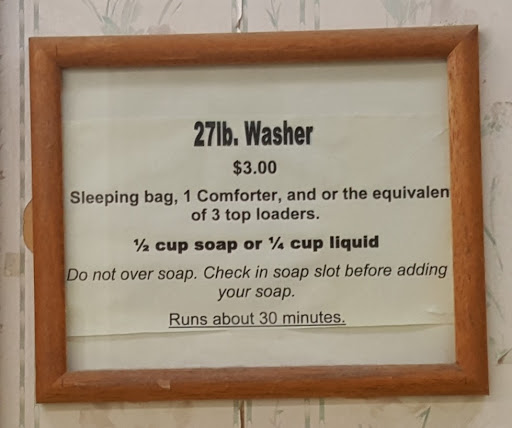 27lb. Washer
$3.00
Sleeping bag, 1 Comforter, and or the equivalen
of 3 top loaders.
½ cup soap or ¼ cup liquid
Do not over soap. Check in soap slot before adding
your soap.
Runs about 30 minutes.